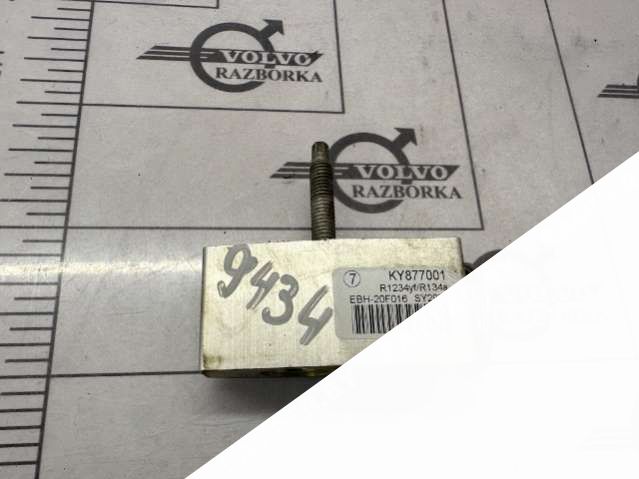 VOLVO
RAZBORKA
VOLVO
RAZBORKA
9434
7 KY877001
R1234yf/R134a
EBH-20F016